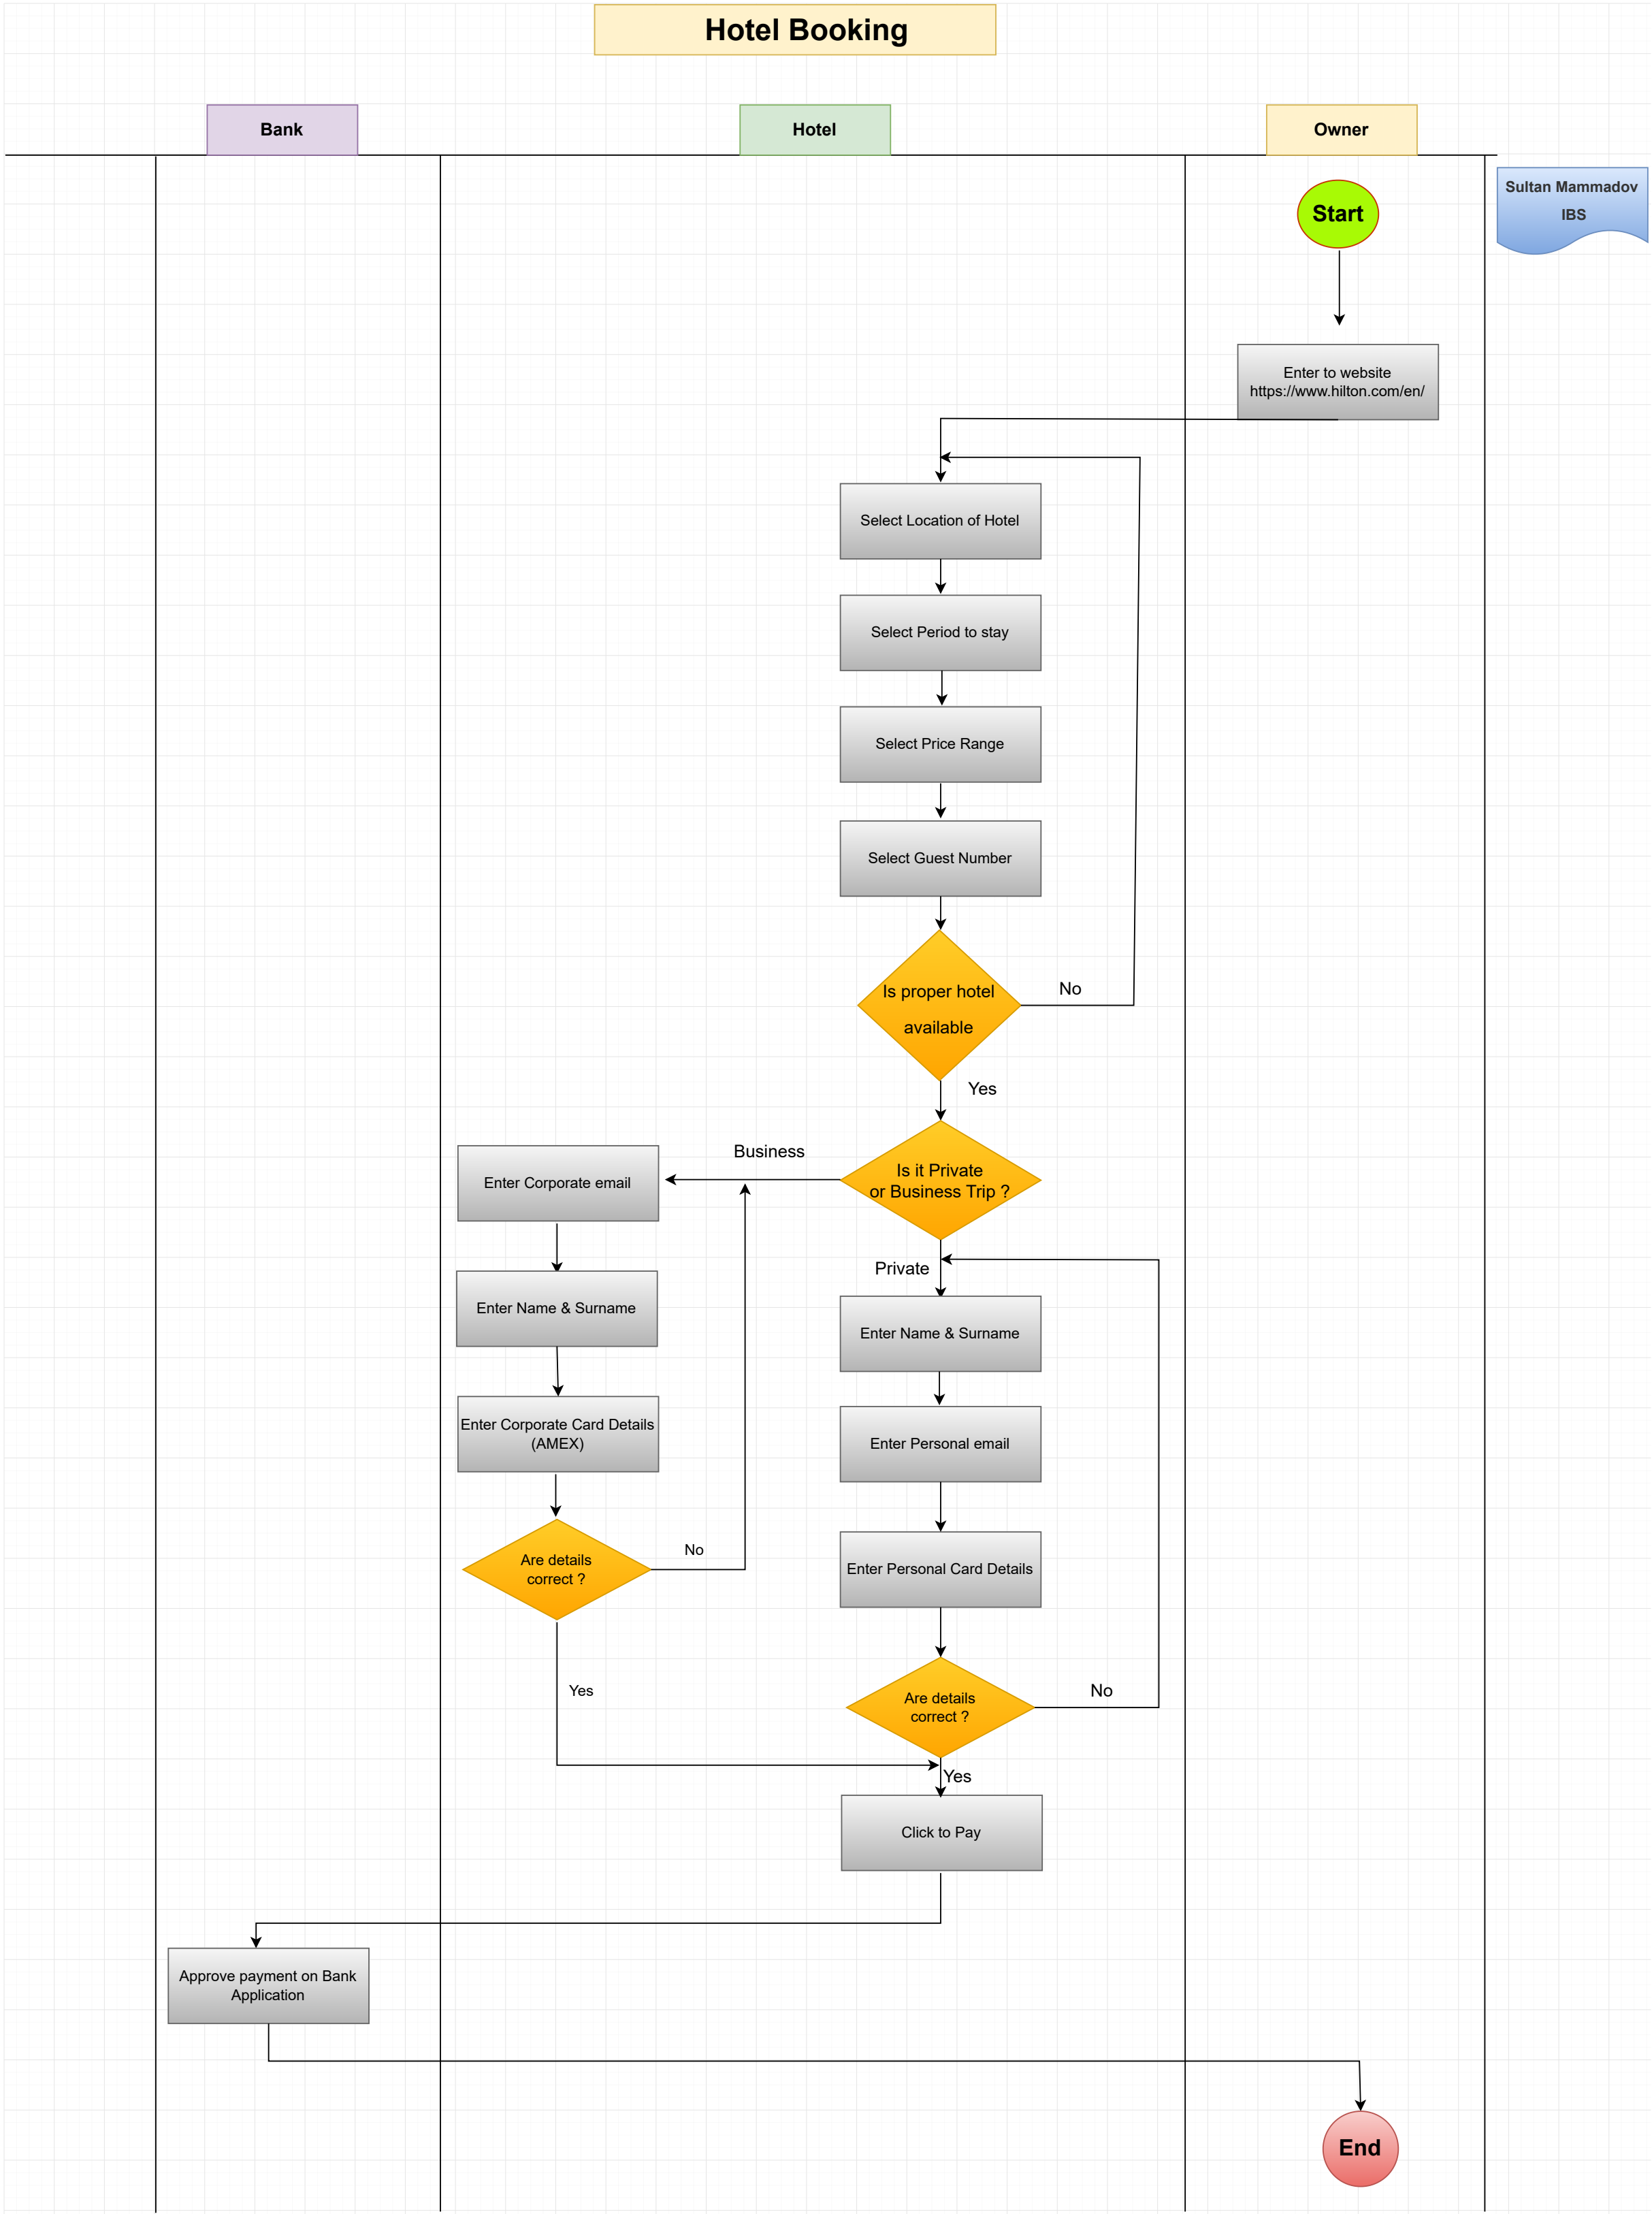 Hotel Booking
Bank
Hotel
Owner
Sultan Mammadov
IBS
Start
Enter to website
https://www.hilton.com/en/
Select Location of Hotel
Select Period to stay
Select Price Range
Select Guest Number
Is proper hotel
available
No
Yes
Is it Private
or Business Trip ?
Business
Private
Enter Corporate email
Enter Name & Surname
Enter Corporate Card Details
(AMEX)
Are details
correct ?
No
Yes
Enter Name & Surname
Enter Personal email
Enter Personal Card Details
Are details
correct ?
No
Yes
Click to Pay
Approve payment on Bank
Application
End